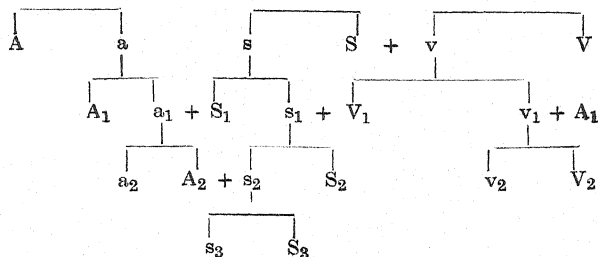 A a s S + v V
A₁ a₁ + S₁ s₁ + V₁ v₁ + A₁
a₂ A₂ + s₂ S₂ v₂ V₂
s₃ S₃